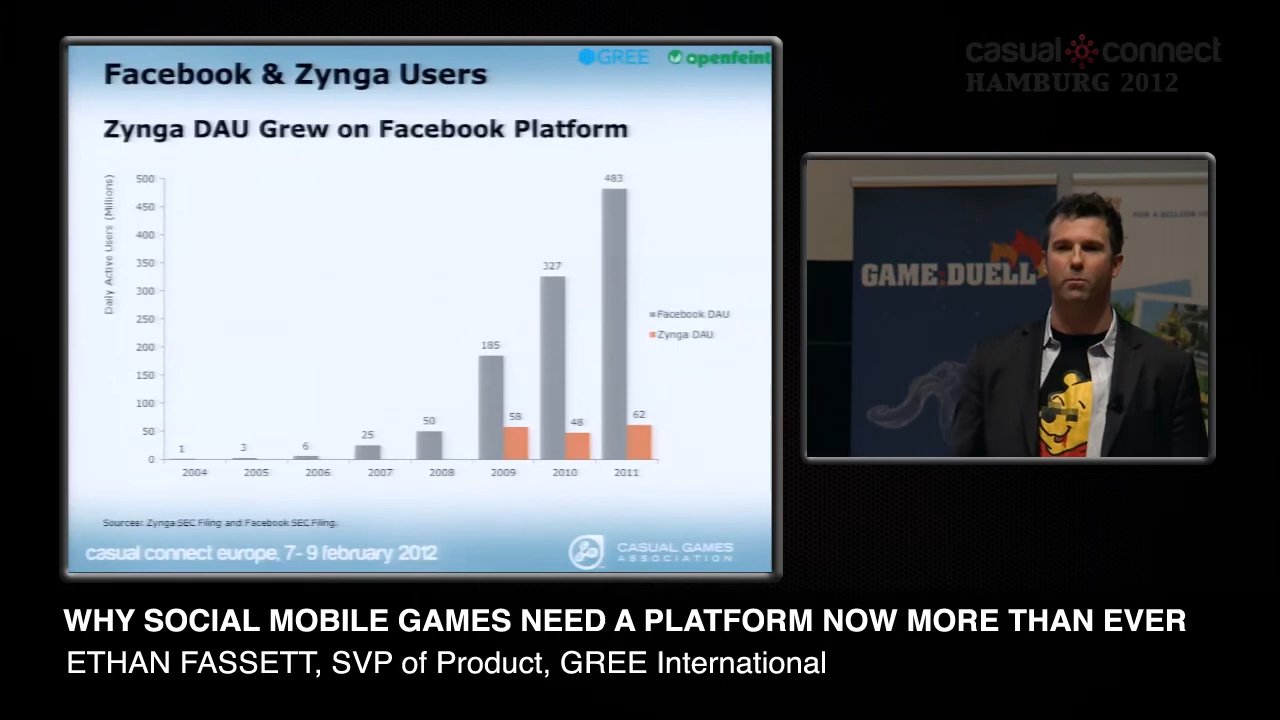 GREE openfeint
Facebook & Zynga Users
Zynga DAU Grew on Facebook Platform
Daily Active Users (Millions)
500
450
400
350
300
250
200
150
100
50
0
1
3
6
25
50
185
58
327
48
483
62
2004 2005 2006 2007 2008 2009 2010 2011
Facebook DAU
Zynga DAU
Sources: Zynga SEC Filing and Facebook SEC Filing.
casual connect europe, 7-9 february 2012
CASUAL GAMES
ASSOCIATION
casual connect
HAMBURG 2012
GAME DUELL
FOR A BILLION
WHY SOCIAL MOBILE GAMES NEED A PLATFORM NOW MORE THAN EVER
ETHAN FASSETT, SVP of Product, GREE International